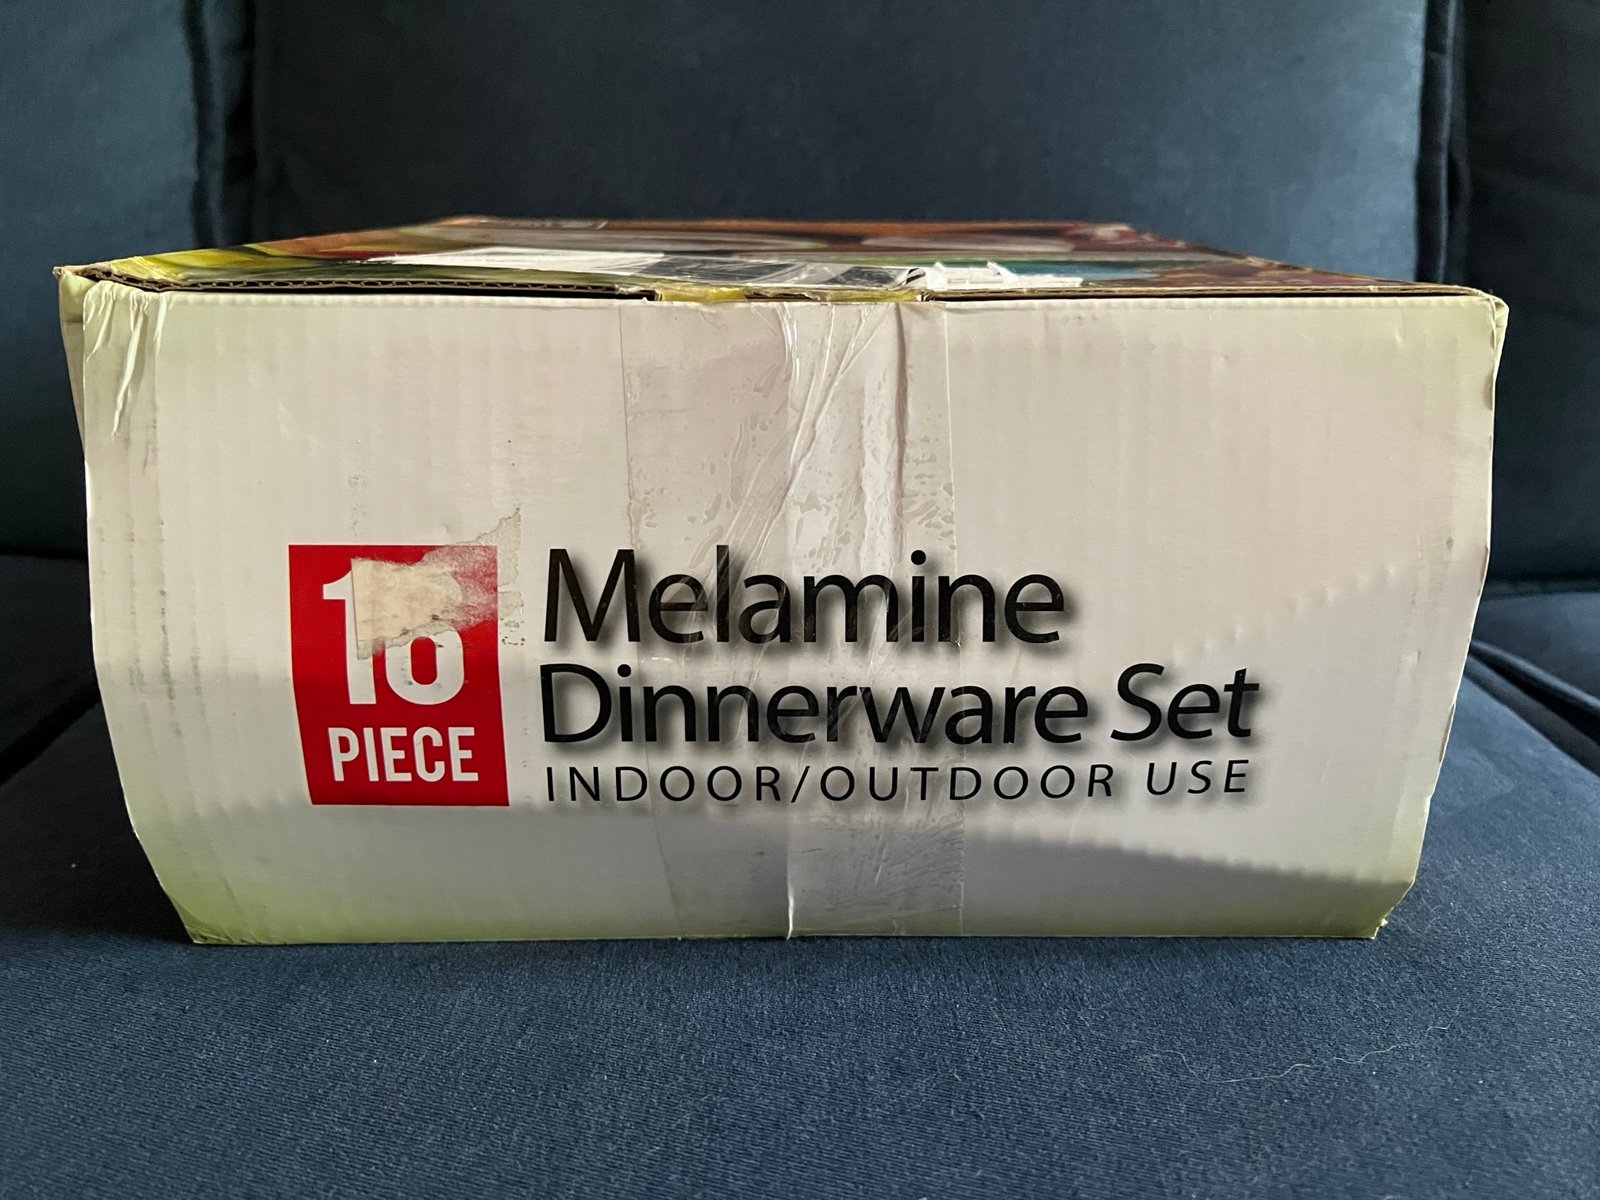 PIECE
Melamine
Dinnerware Set
INDOOR/OUTDOOR USE